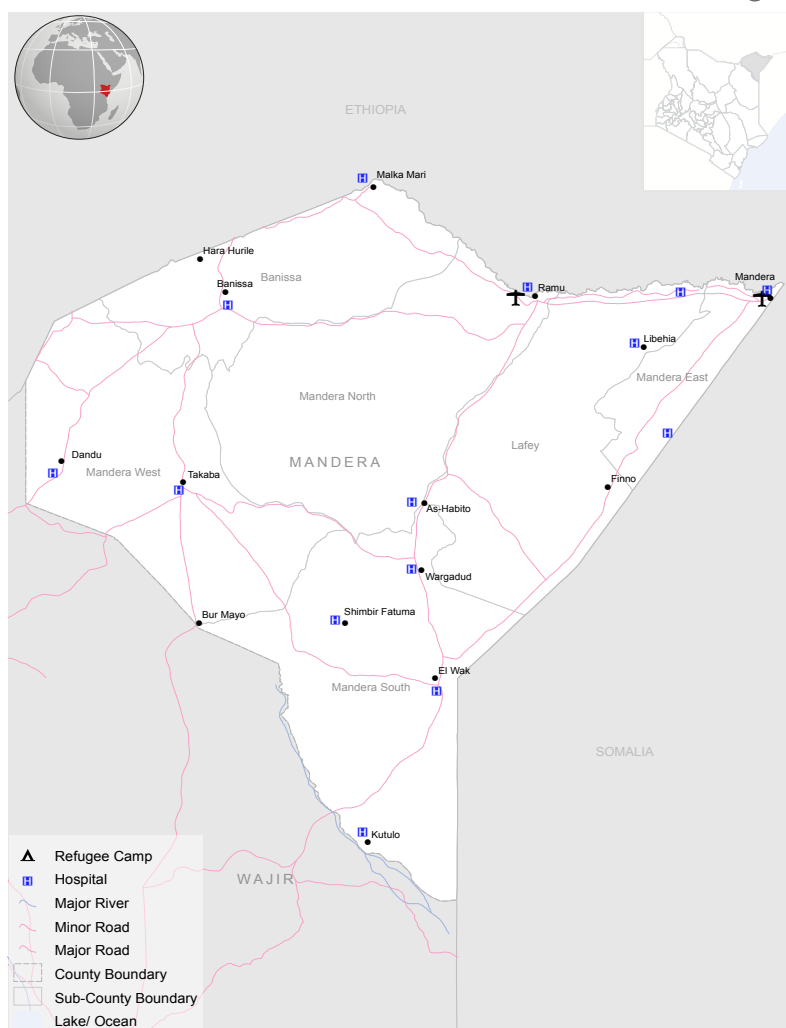 ETHIOPIA
Malka Mari
Hara Hurile
Banissa
Banissa
Ramu
Mandera
Libehia
Mandera East
Mandera North
Lafey
Dandu
Mandera West
MANDERA
Takaba
Finno
As-Habito
Wargadud
Bur Mayo
Shimbir Fatuma
El Wak
Mandera South
SOMALIA
Kutulo
WAJIR
Refugee Camp
H Hospital
Major River
Minor Road
Major Road
County Boundary
Sub-County Boundary
Lake/ Ocean